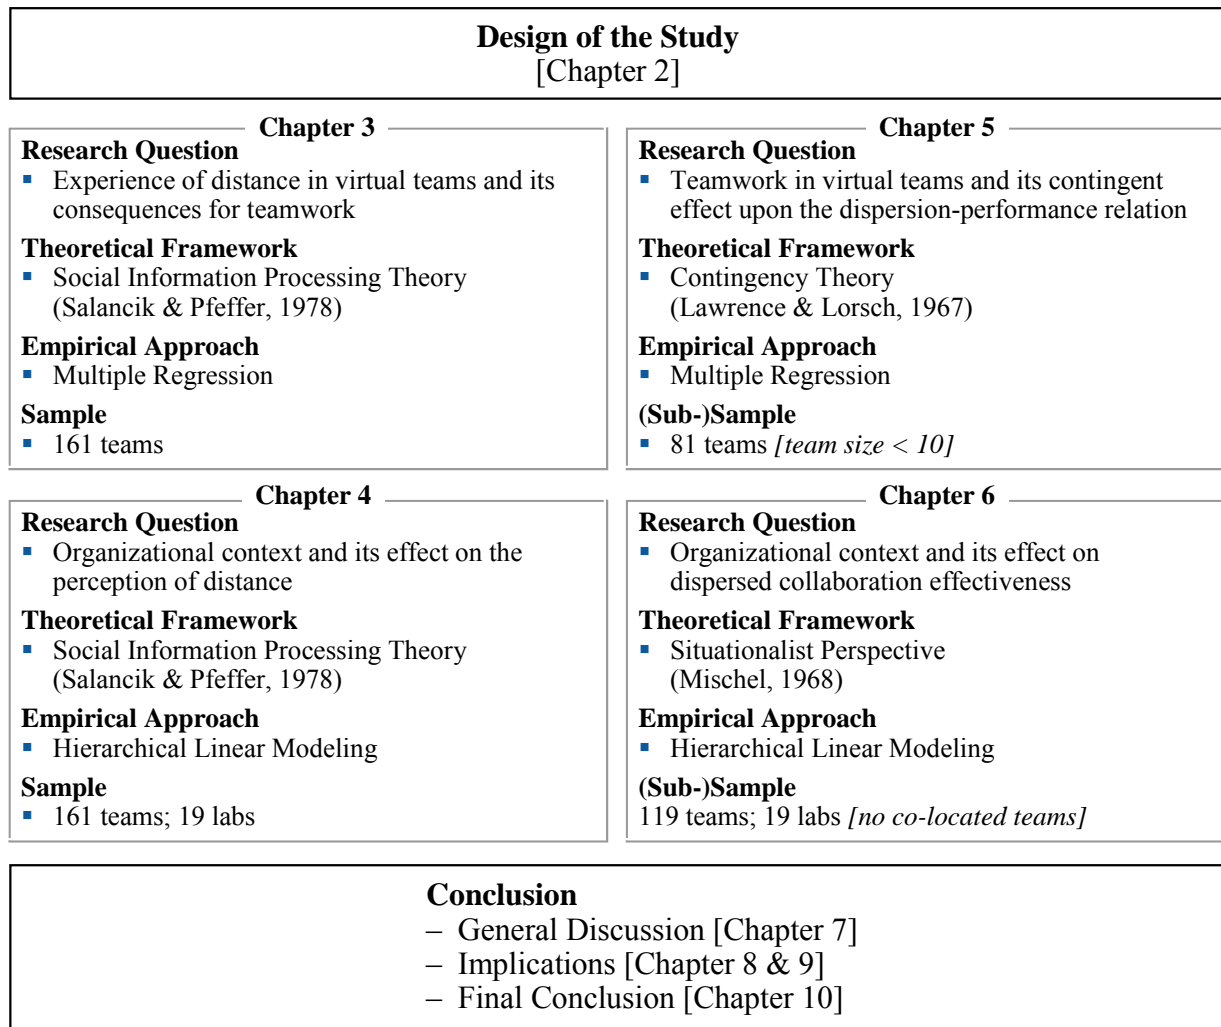 Design of the Study
[Chapter 2]
Chapter 3
Research Question
▪ Experience of distance in virtual teams and its
consequences for teamwork
Theoretical Framework
▪ Social Information Processing Theory
(Salancik & Pfeffer, 1978)
Empirical Approach
▪ Multiple Regression
Sample
▪ 161 teams
Chapter 4
Research Question
▪ Organizational context and its effect on the
perception of distance
Theoretical Framework
▪ Social Information Processing Theory
(Salancik & Pfeffer, 1978)
Empirical Approach
▪ Hierarchical Linear Modeling
Sample
▪ 161 teams; 19 labs
Chapter 5
Research Question
▪ Teamwork in virtual teams and its contingent
effect upon the dispersion-performance relation
Theoretical Framework
▪ Contingency Theory
(Lawrence & Lorsch, 1967)
Empirical Approach
▪ Multiple Regression
(Sub-)Sample
▪ 81 teams [team size < 10]
Chapter 6
Research Question
▪ Organizational context and its effect on
dispersed collaboration effectiveness
Theoretical Framework
▪ Situationalist Perspective
(Mischel, 1968)
Empirical Approach
▪ Hierarchical Linear Modeling
(Sub-)Sample
119 teams; 19 labs [no co-located teams]
Conclusion
– General Discussion [Chapter 7]
– Implications [Chapter 8 & 9]
– Final Conclusion [Chapter 10]